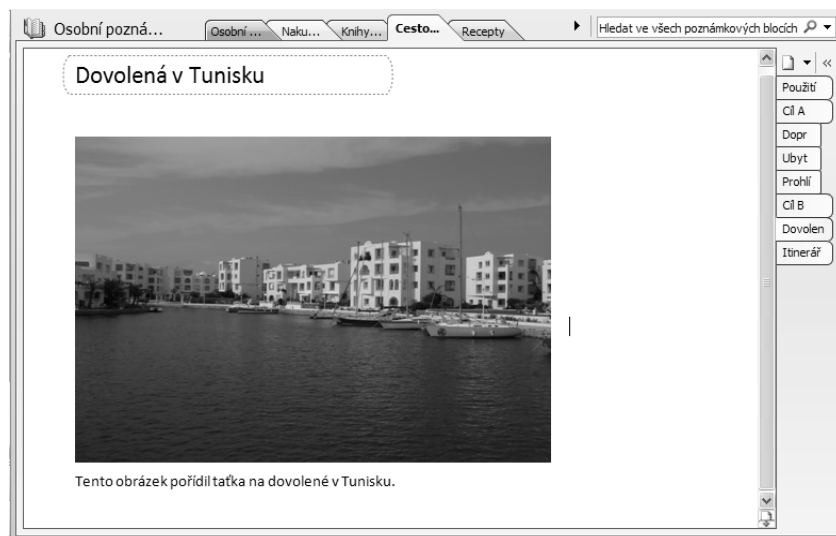 Osobní pozná...
Osobní ... Naku... Knihy... Cesto... Recepty
Hledat ve všech poznámkových blocích
Dovolená v Tunisku
Použití
Cíl A
Dopr
Ubyt
Prohlí
Cíl B
Dovolen
Itinerář
Tento obrázek pořídil taťka na dovolené v Tunisku.